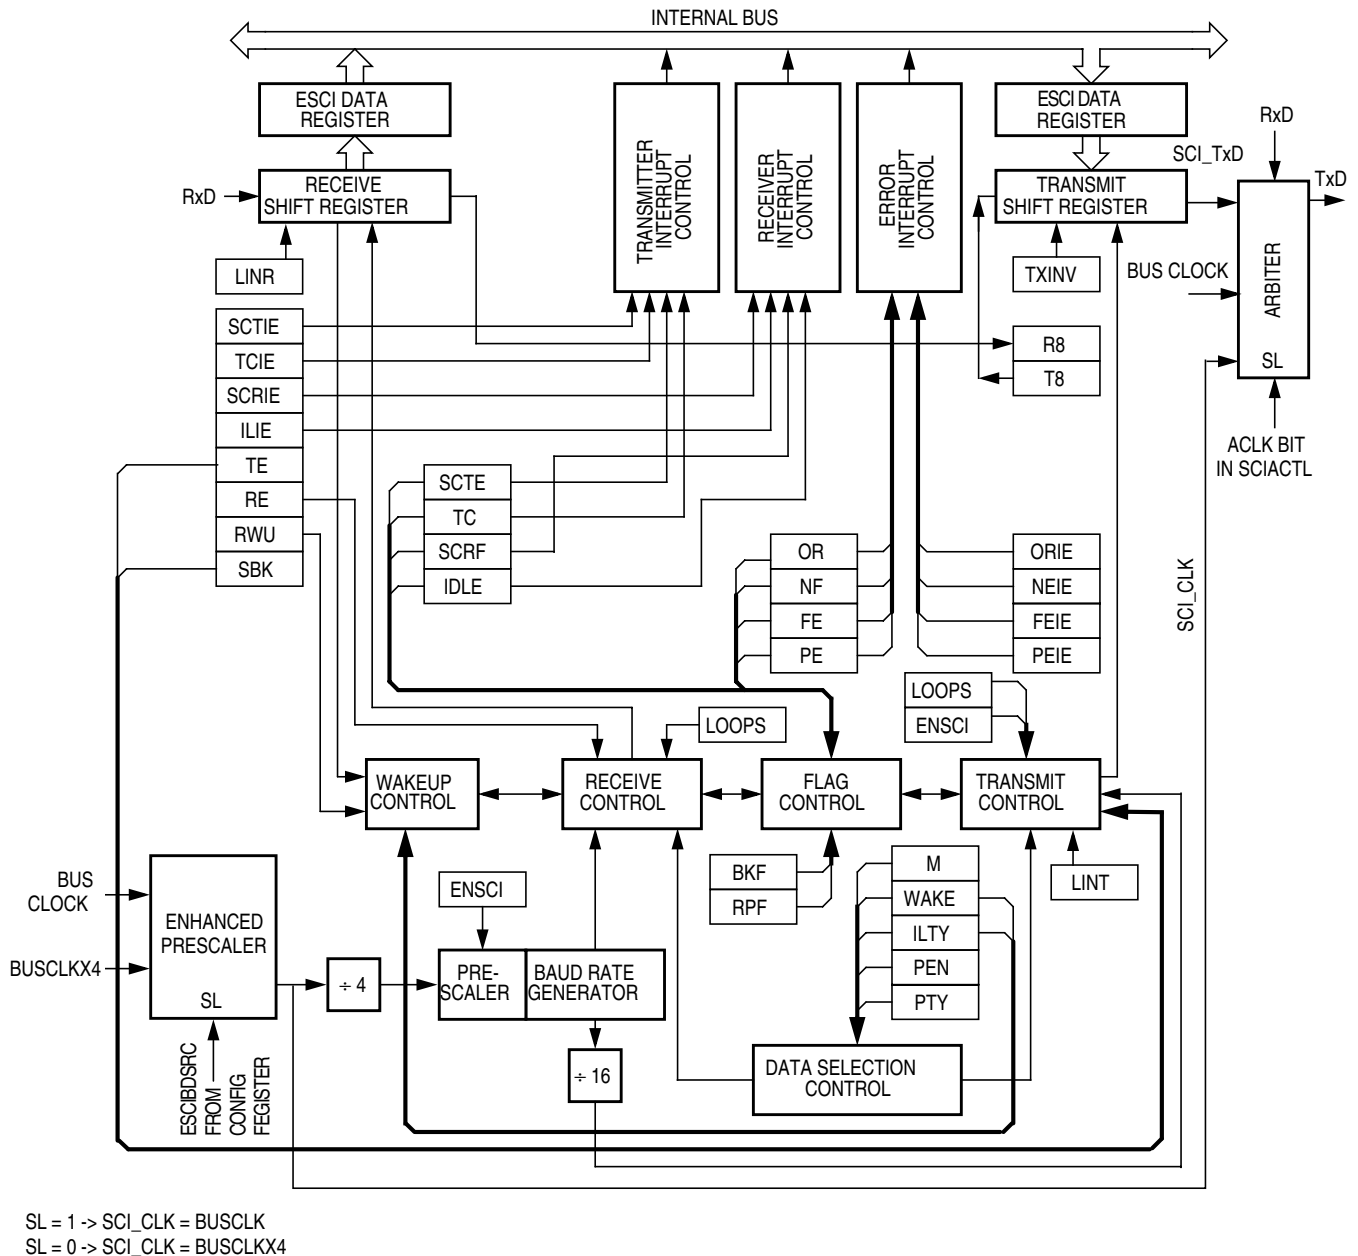 INTERNAL BUS
ESCI DATA
REGISTER
ESCI DATA
REGISTER
RxD
RECEIVE
SHIFT REGISTER
TRANSMITTER
INTERRUPT
CONTROL
RECEIVER
INTERRUPT
CONTROL
ERROR
INTERRUPT
CONTROL
TRANSMIT
SHIFT REGISTER
SCI_TxD
RxD
TxD
LINR
TXINV
BUS CLOCK
ARBITER
SL
ACLK BIT
IN SCIACTL
SCTIE
TCIE
SCRIE
ILIE
TE
RE
RWU
SBK
R8
T8
SCTE
TC
SCRF
IDLE
OR
NF
FE
PE
ORIE
NEIE
FEIE
PEIE
SCI_CLK
LOOPS
LOOPS
ENSCI
WAKEUP
CONTROL
RECEIVE
CONTROL
FLAG
CONTROL
TRANSMIT
CONTROL
BKF
RPF
M
WAKE
ILTY
PEN
PTY
LINT
BUS
CLOCK
BUSCLKX4
ENHANCED
PRESCALER
SL
ENSCI
÷ 4
PRE-
SCALER
BAUD RATE
GENERATOR
÷ 16
DATA SELECTION
CONTROL
ESCIBDSRC
FROM
CONFIG
FEGISTER
SL = 1 -> SCI_CLK = BUSCLK
SL = 0 -> SCI_CLK = BUSCLKX4